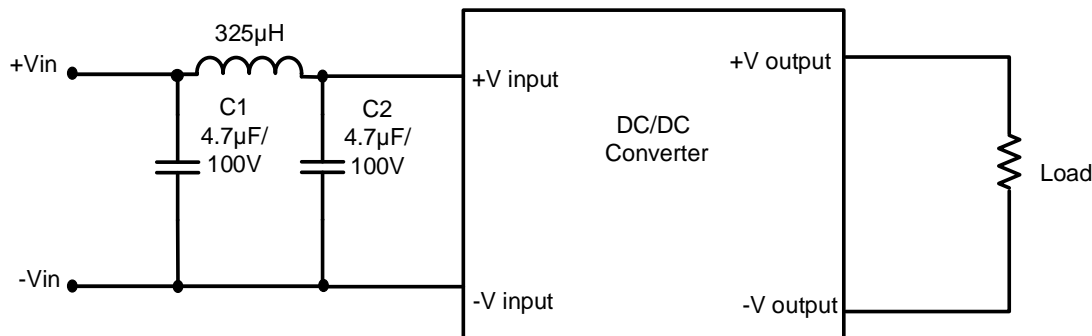 325µH
+Vin
+V input
+V output
C1
4.7µF/
100V
C2
4.7µF/
100V
DC/DC
Converter
Load
-Vin
-V input
-V output